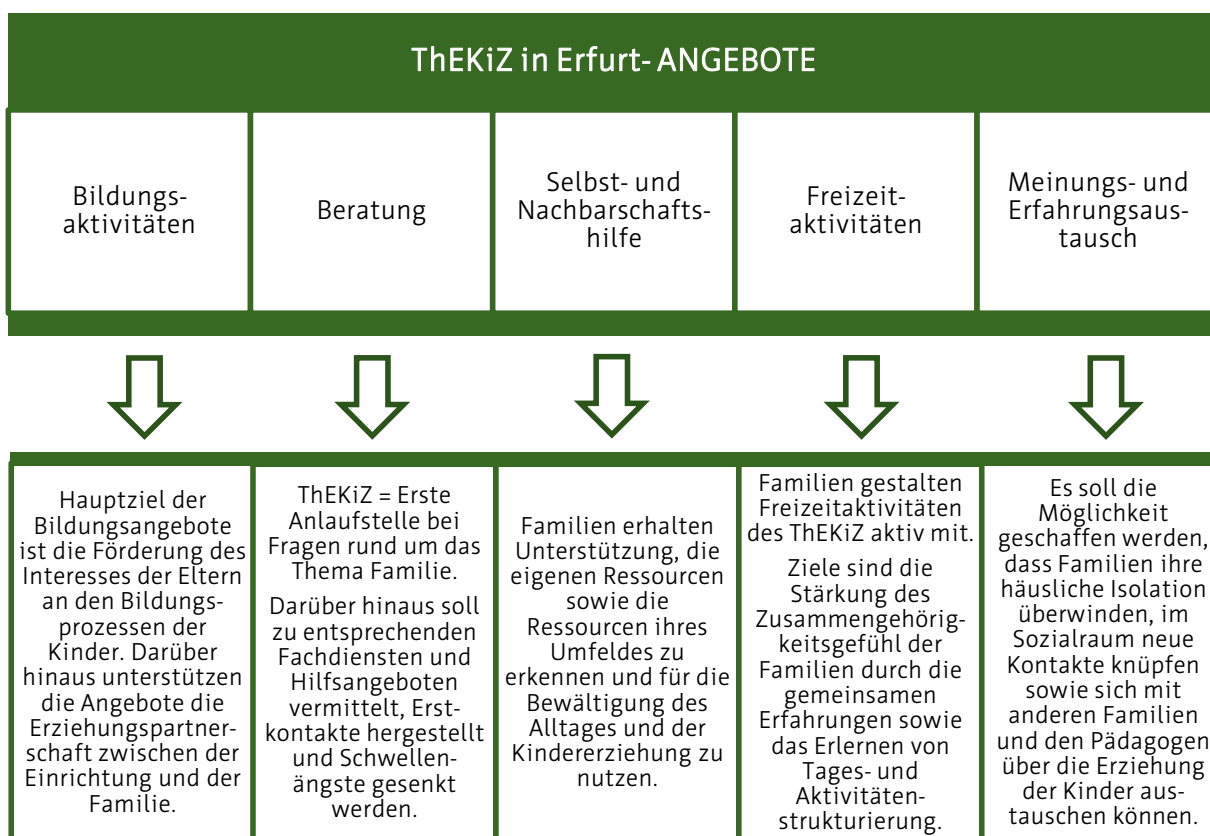 ThEKiZ in Erfurt- ANGEBOTE
Bildungs-
aktivitäten
Beratung
Selbst- und
Nachbarschafts-
hilfe
Freizeit-
aktivitäten
Meinungs- und
Erfahrungsaus-
tausch
Hauptziel der
Bildungsangebote
ist die Förderung des
Interesses der Eltern
an den Bildungs-
prozessen der
Kinder. Darüber
hinaus unterstützen
die Angebote die
Erziehungspartner-
schaft zwischen der
Einrichtung und der
Familie.
ThEKiZ = Erste
Anlaufstelle bei
Fragen rund um das
Thema Familie.
Darüber hinaus soll
zu entsprechenden
Fachdiensten und
Hilfsangeboten
vermittelt, Erst-
kontakte hergestellt
und Schwellen-
ängste gesenkt
werden.
Familien erhalten
Unterstützung, die
eigenen Ressourcen
sowie die
Ressourcen ihres
Umfeldes zu
erkennen und für die
Bewältigung des
Alltages und der
Kindererziehung zu
nutzen.
Familien gestalten
Freizeitaktivitäten
des ThEKiZ aktiv mit.
Ziele sind die
Stärkung des
Zusammengehörig-
keitsgefühl der
Familien durch die
gemeinsamen
Erfahrungen sowie
das Erlernen von
Tages- und
Aktivitäten-
strukturierung.
Es soll die
Möglichkeit
geschaffen werden,
dass Familien ihre
häusliche Isolation
überwinden, im
Sozialraum neue
Kontakte knüpfen
sowie sich mit
anderen Familien
und den Pädagogen
über die Erziehung
der Kinder aus-
tauschen können.